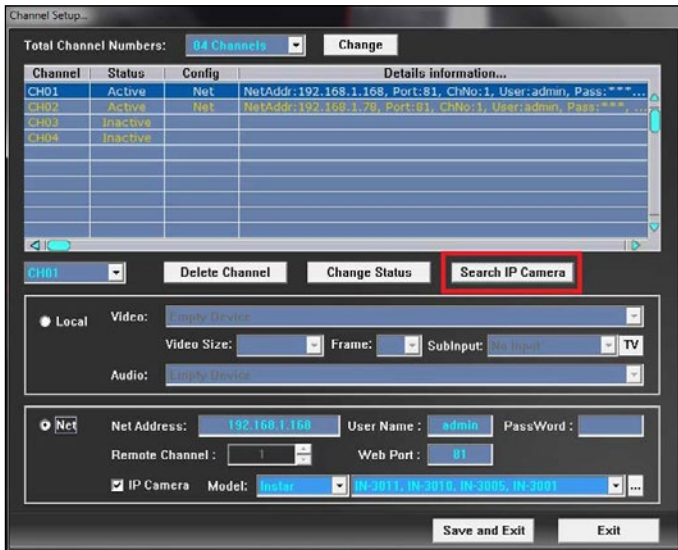 Channel Setup...
Total Channel Numbers: 04 Channels Change
Channel Status Config Details information...
CH01 Active Net NetAddr:192.168.1.168, Port:81, ChNo:1, User:admin, Pass:***...
CH02 Active Net NetAddr:192.168.1.78, Port:81, ChNo:1, User:admin, Pass:***, ...
CH03 Inactive
CH04 Inactive
CH01 Delete Channel Change Status Search IP Camera
Local Video: Empty Device
Video Size: Frame: SubInput: No Input TV
Audio: Empty Device
Net Net Address: 192.168.1.168 User Name : admin PassWord :
Remote Channel : 1 Web Port : 81
IP Camera Model: Instar IN-3011, IN-3010, IN-3005, IN-3001 ...
Save and Exit Exit